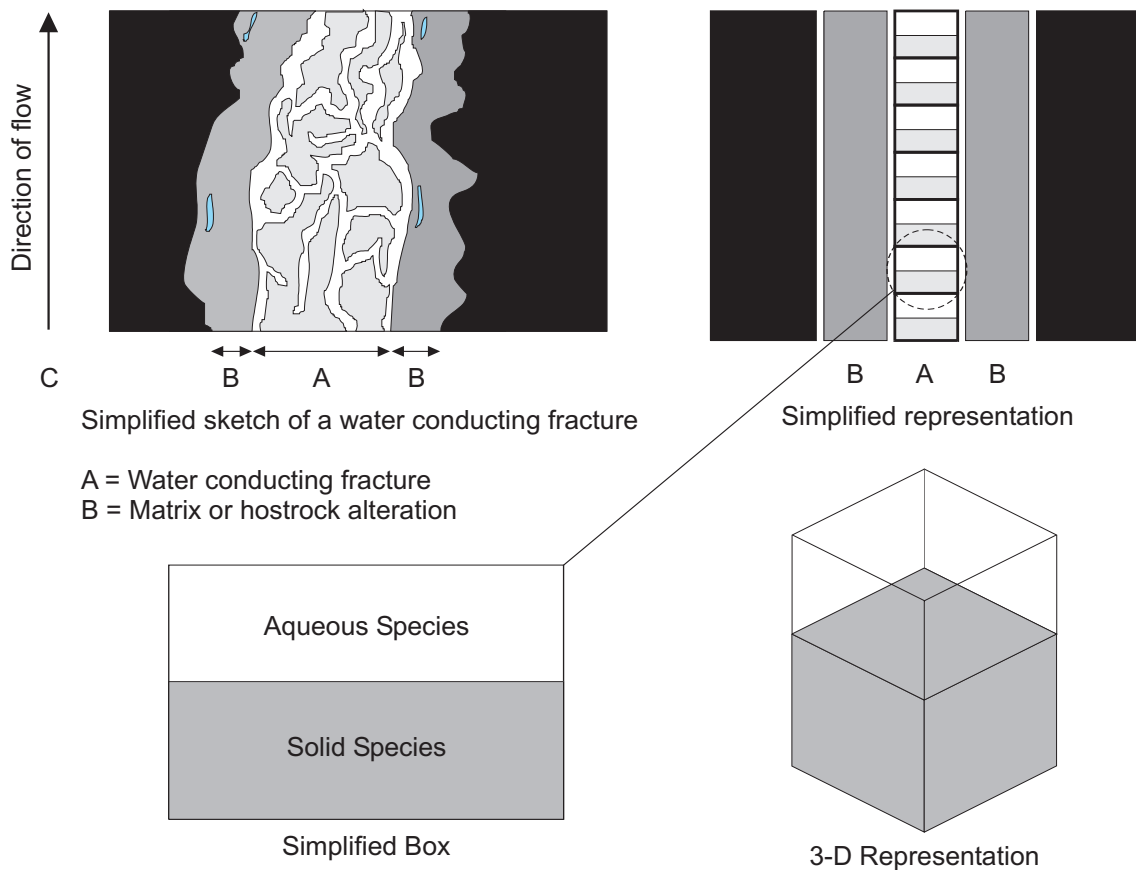 Direction of flow
C
B
A
B
B
A
B
Simplified sketch of a water conducting fracture
Simplified representation
A = Water conducting fracture
B = Matrix or hostrock alteration
Aqueous Species
Solid Species
Simplified Box
3-D Representation